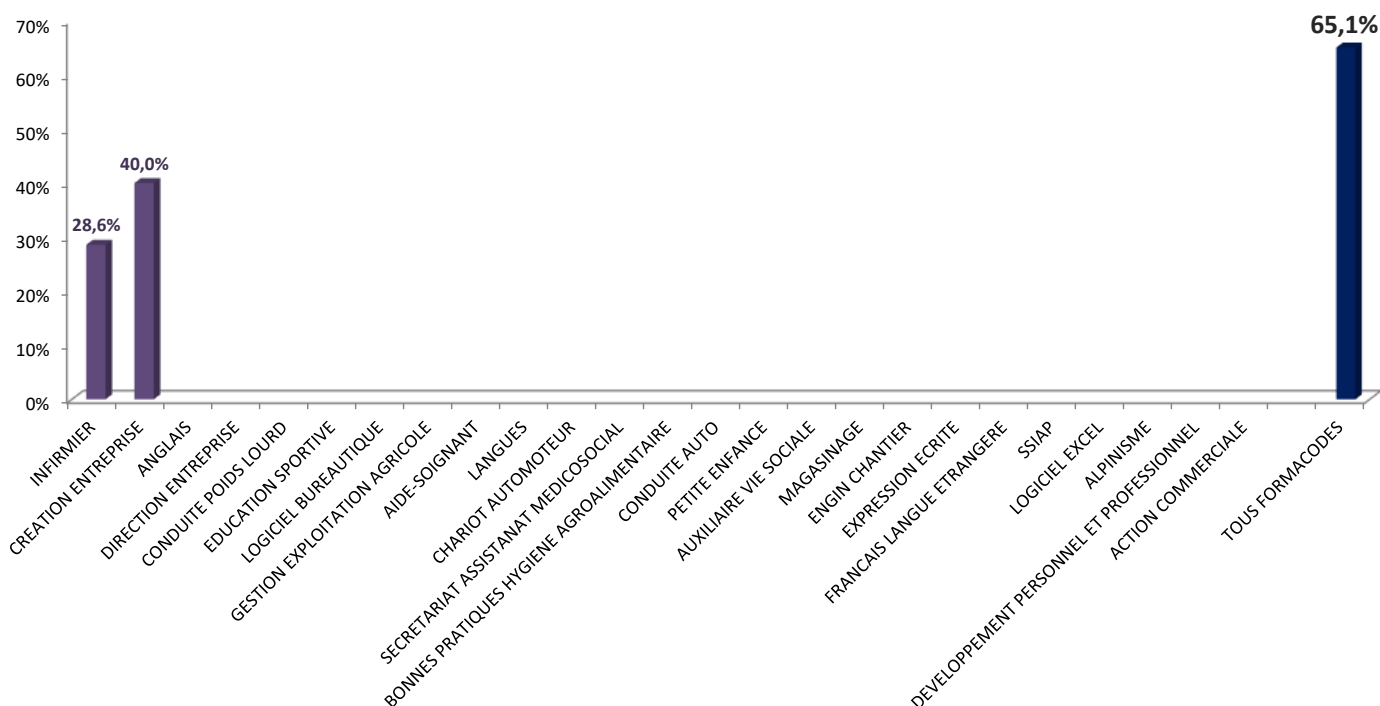 70%
65,1%
60%
50%
40,0%
40%
28,6%
30%
20%
10%
0%
INFIRMIER
CREATION ENTREPRISE
ANGLAIS
DIRECTION ENTREPRISE
CONDUITE POIDS LOURD
EDUCATION SPORTIVE
LOGICIEL BUREAUTIQUE
GESTION EXPLOITATION AGRICOLE
AIDE-SOIGNANT
LANGUES
CHARIOT AUTOMOTEUR
SECRETARIAT ASSISTANAT MEDICOSOCIAL
BONNES PRATIQUES HYGIENE AGROALIMENTAIRE
CONDUITE AUTO
PETITE ENFANCE
AUXILIAIRE VIE SOCIALE
MAGASINAGE
ENGIN CHANTIER
EXPRESSION ECRITE
FRANCAIS LANGUE ETRANGERE
SSIAP
LOGICIEL EXCEL
ALPINISME
DEVELOPPEMENT PERSONNEL ET PROFESSIONNEL
ACTION COMMERCIALE
TOUS FORMACODES